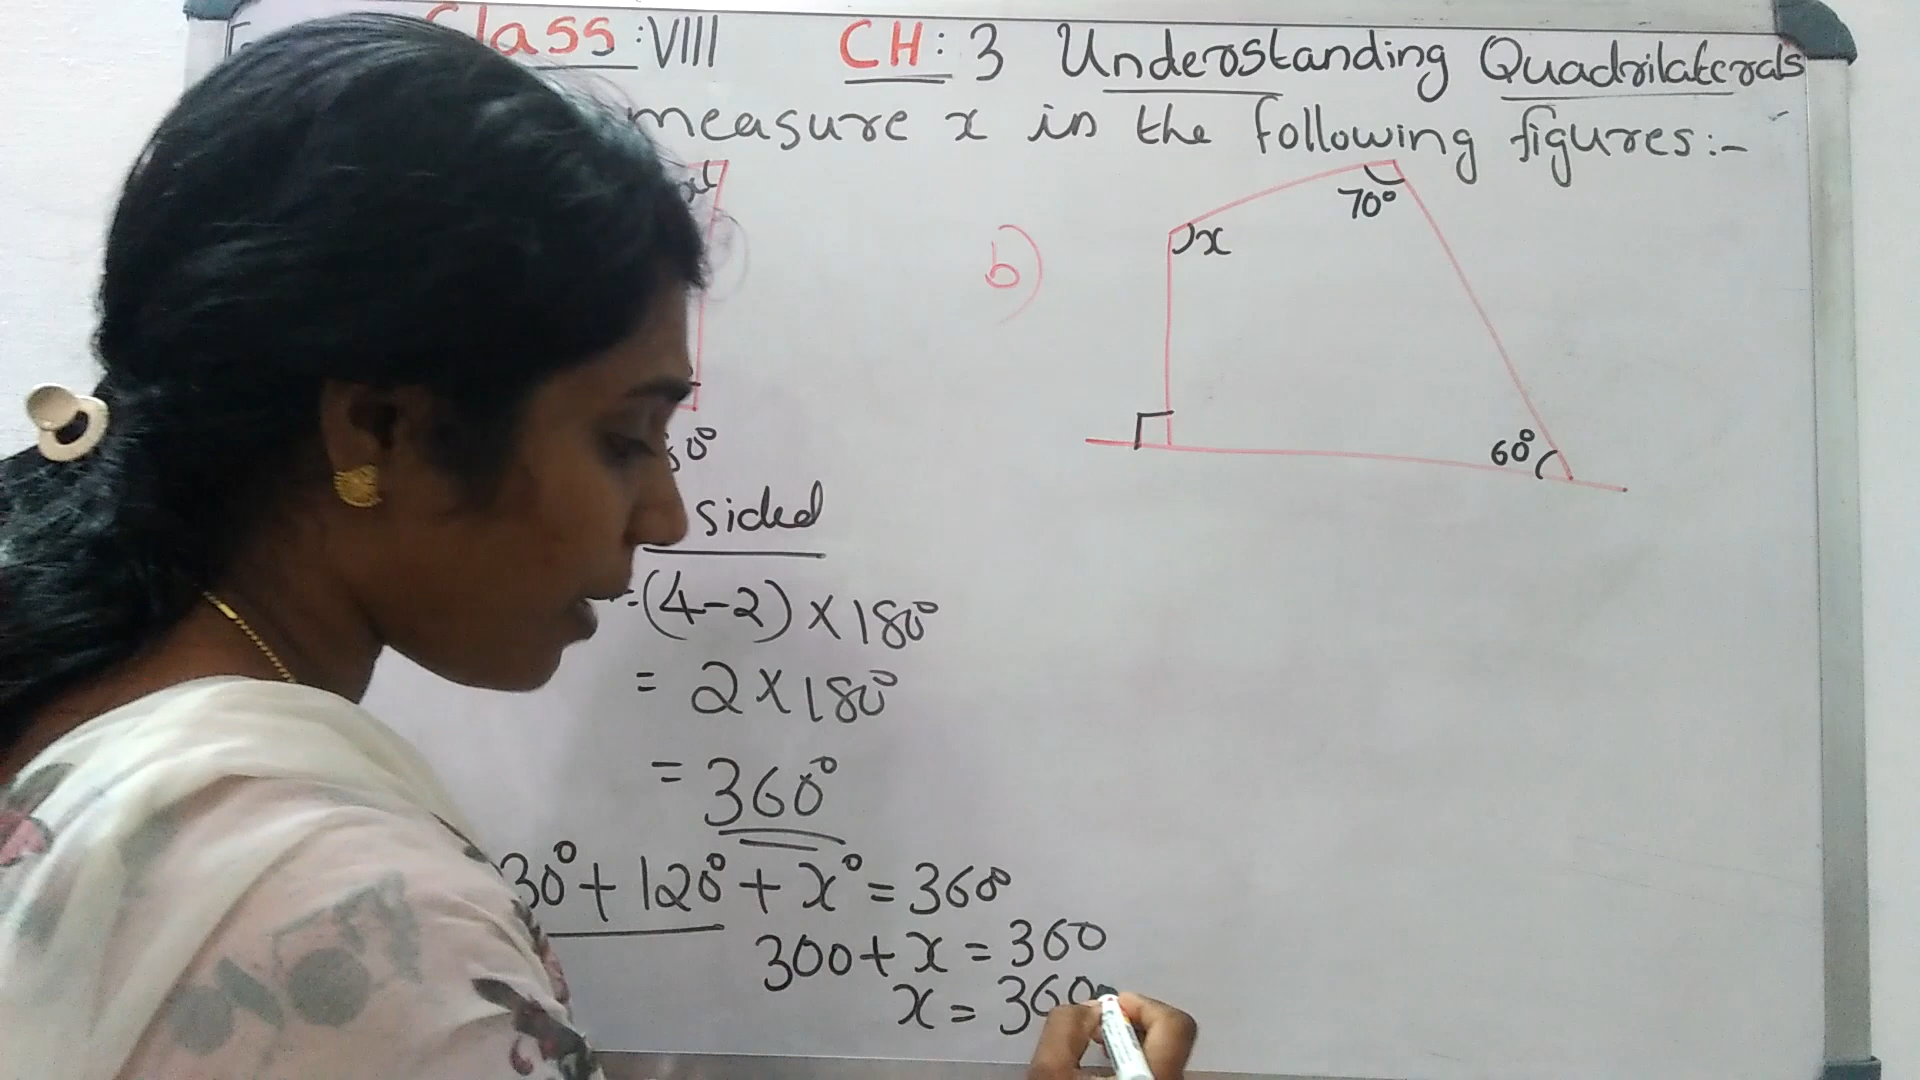 Class : VIII CH : 3 Understanding Quadrilaterals
measure x in the following figures:-
b)
70°
x
60°
sided
=(4-2) × 180°
= 2 × 180°
= 360°
30° + 120° + x° = 360
300 + x = 360
x = 360